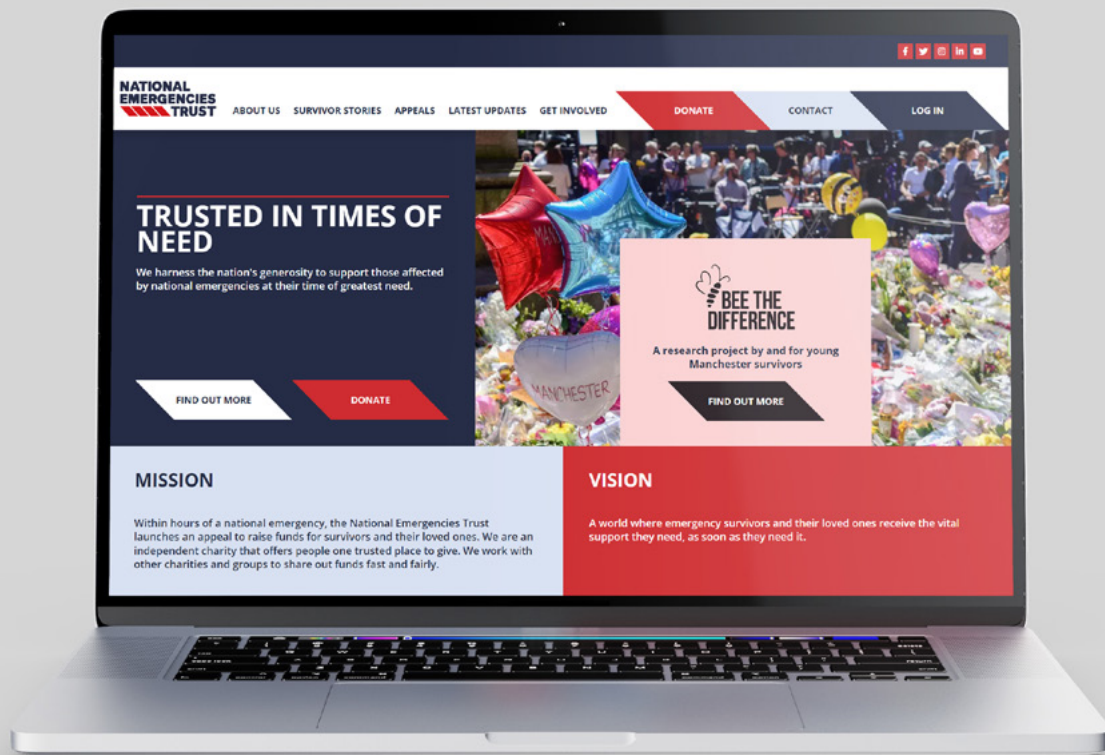 NATIONAL
EMERGENCIES
TRUST
ABOUT US SURVIVOR STORIES APPEALS LATEST UPDATES GET INVOLVED DONATE CONTACT LOG IN
TRUSTED IN TIMES OF
NEED
We harness the nation's generosity to support those affected
by national emergencies at their time of greatest need.
FIND OUT MORE DONATE
MANCHESTER
BEE THE
DIFFERENCE
A research project by and for young
Manchester survivors
FIND OUT MORE
MISSION
Within hours of a national emergency, the National Emergencies Trust
launches an appeal to raise funds for survivors and their loved ones. We are an
independent charity that offers people one trusted place to give. We work with
other charities and groups to share out funds fast and fairly.
VISION
A world where emergency survivors and their loved ones receive the vital
support they need, as soon as they need it.